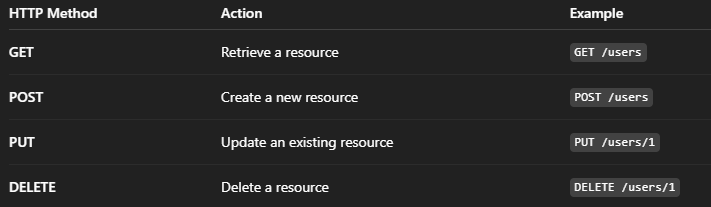 HTTP Method Action Example
GET Retrieve a resource GET /users
POST Create a new resource POST /users
PUT Update an existing resource PUT /users/1
DELETE Delete a resource DELETE /users/1